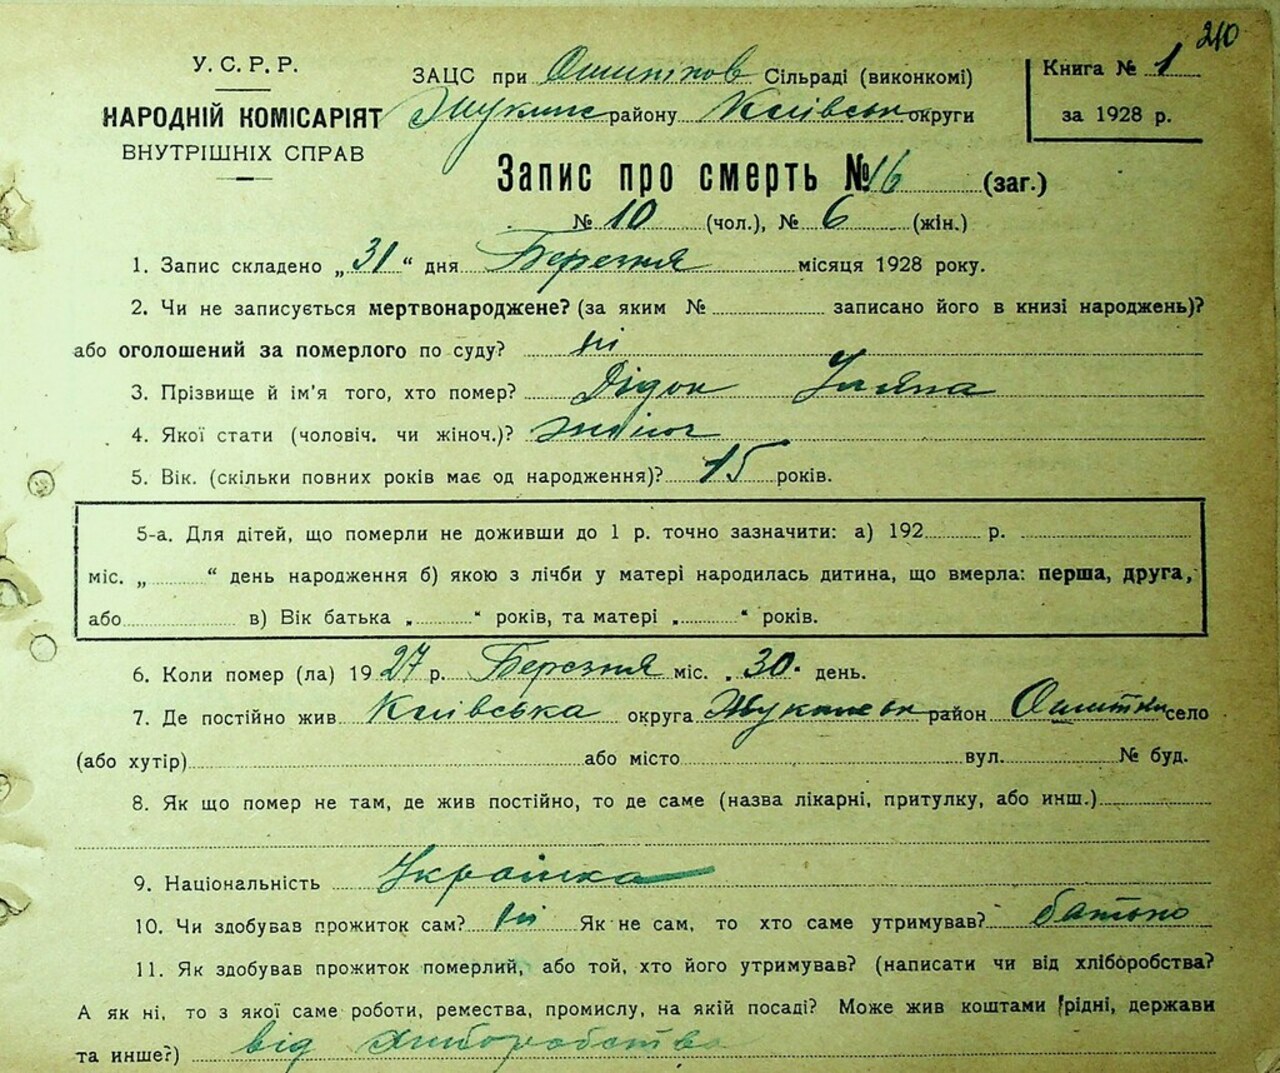 210
У. С. Р. Р.
НАРОДНІЙ КОМІСАРІЯТ
ВНУТРІШНІХ СПРАВ
ЗАЦС при Ошитков Сільраді (виконкомі)
Жукинс району Київськ округи
Книга № 1
за 1928 р.
Запис про смерть № 16 (заг.)
№ 10 (чол.), № 6 (жін.)
1. Запис складено „31“ дня Березня місяця 1928 року.
2. Чи не записується мертвонароджене? (за яким № записано його в книзі народжень)?
або оголошений за померлого по суду? ні
3. Прізвище й ім’я того, хто помер? Дідок Уляна
4. Якої стати (чоловіч. чи жіноч.)? жіноч
5. Вік. (скільки повних років має од народження)? 15 років.
5-а. Для дітей, що померли не доживши до 1 р. точно зазначити: а) 192 р.
міс. „ “ день народження б) якою з лічби у матері народилась дитина, що вмерла: перша, друга,
або в) Вік батька „ “ років, та матері „ “ років.
6. Коли помер (ла) 1927 р. Березня міс. „30“ день.
7. Де постійно жив Київська округа Жукинськ район Ошитки село
(або хутір) або місто вул. № буд.
8. Як що помер не там, де жив постійно, то де саме (назва лікарні, притулку, або инш.)
9. Національність Українка
10. Чи здобував прожиток сам? ні Як не сам, то хто саме утримував? батько
11. Як здобував прожиток померлий, або той, хто його утримував? (написати чи від хліборобства?
А як ні, то з якої саме роботи, ремества, промислу, на якій посаді? Може жив коштами рідні, держави
та инше?) від хліборобства